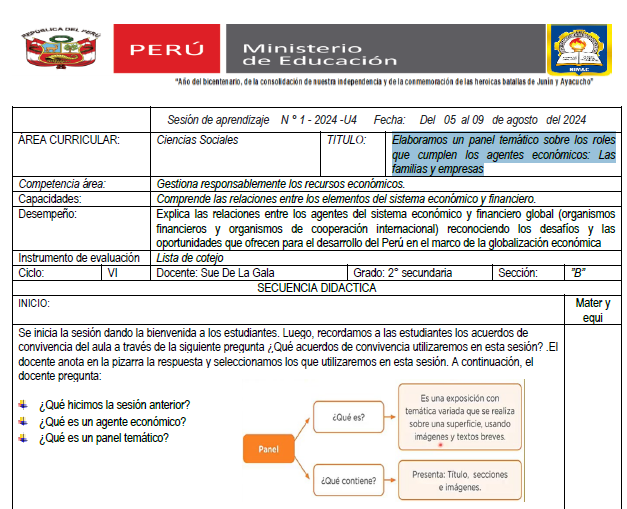 REPÚBLICA DEL PERÚ
PERÚ
Ministerio
de Educación
RIMAC
"Año del bicentenario, de la consolidación de nuestra independencia y de la conmemoración de las heroicas batallas de Junín y Ayacucho"
Sesión de aprendizaje N º 1 - 2024 -U4 Fecha: Del 05 al 09 de agosto del 2024
ÁREA CURRICULAR: Ciencias Sociales TITULO: Elaboramos un panel temático sobre los roles
que cumplen los agentes económicos: Las
familias y empresas
Competencia área: Gestiona responsablemente los recursos económicos.
Capacidades: Comprende las relaciones entre los elementos del sistema económico y financiero.
Desempeño: Explica las relaciones entre los agentes del sistema económico y financiero global (organismos
financieros y organismos de cooperación internacional) reconociendo los desafíos y las
oportunidades que ofrecen para el desarrollo del Perú en el marco de la globalización económica
Instrumento de evaluación Lista de cotejo
Ciclo: VI Docente: Sue De La Gala Grado: 2° secundaria Sección: "B"
SECUENCIA DIDACTICA
INICIO: Mater y
equi
Se inicia la sesión dando la bienvenida a los estudiantes. Luego, recordamos a las estudiantes los acuerdos de
convivencia del aula a través de la siguiente pregunta ¿Qué acuerdos de convivencia utilizaremos en esta sesión? .El
docente anota en la pizarra la respuesta y seleccionamos los que utilizaremos en esta sesión. A continuación, el
docente pregunta:
¿Qué hicimos la sesión anterior?
¿Qué es un agente económico?
¿Qué es un panel temático?
Panel
¿Qué es?
Es una exposición con
temática variada que se realiza
sobre una superficie, usando
imágenes y textos breves.
¿Qué contiene?
Presenta: Título, secciones
e imágenes.